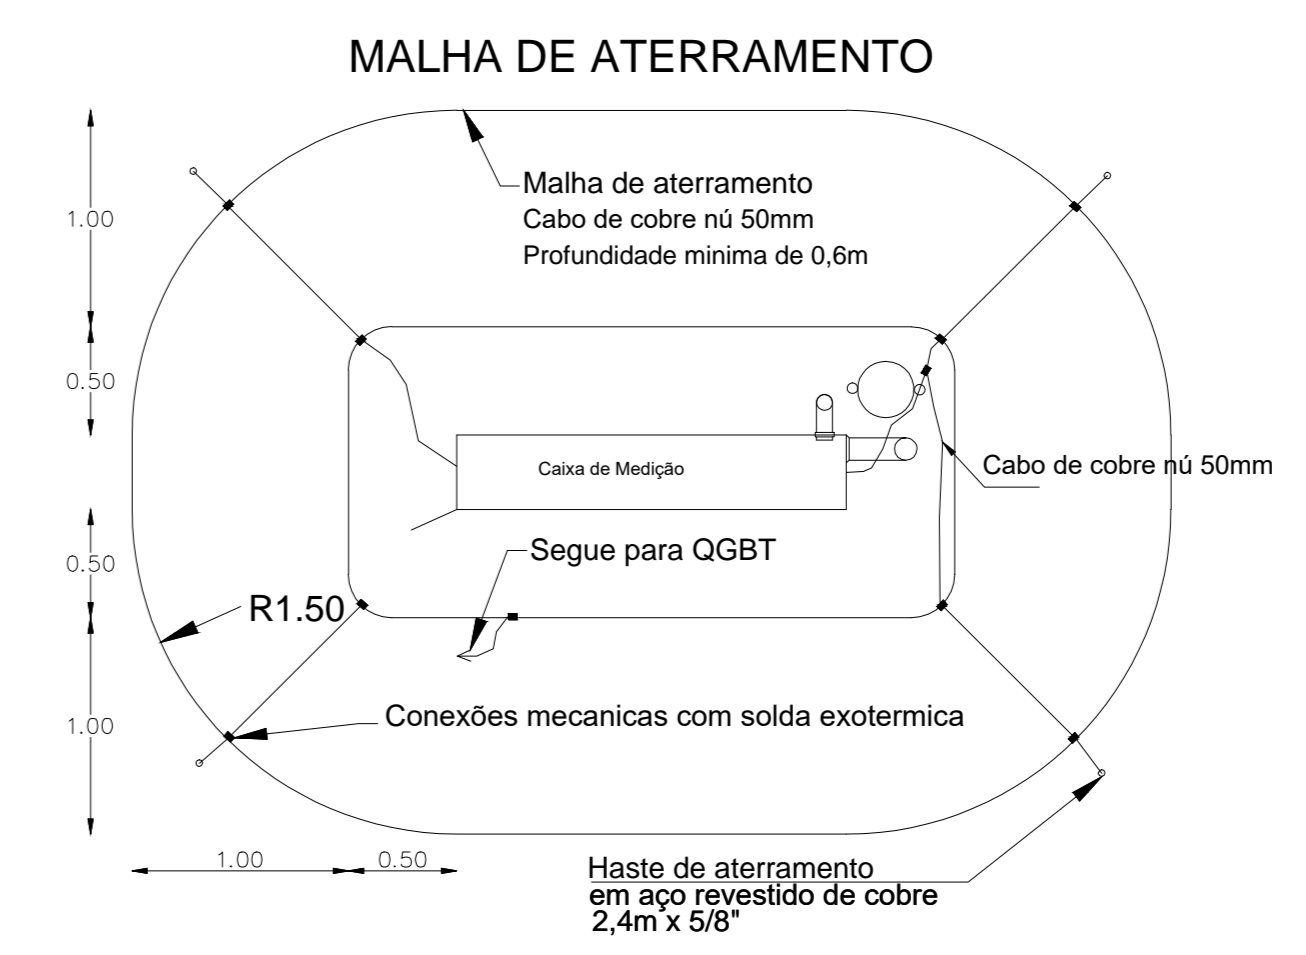 MALHA DE ATERRAMENTO
Malha de aterramento
Cabo de cobre nú 50mm
Profundidade minima de 0,6m
1.00
0.50
Caixa de Medição
Cabo de cobre nú 50mm
0.50
Segue para QGBT
R1.50
1.00
Conexões mecanicas com solda exotermica
1.00
0.50
Haste de aterramento
em aço revestido de cobre
2,4m x 5/8"